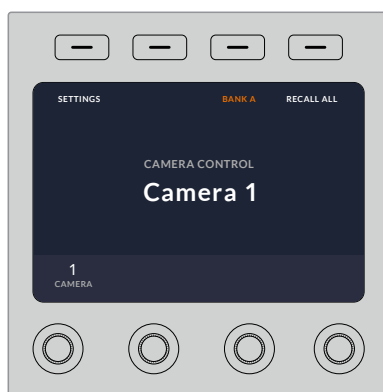 SETTINGS BANK A RECALL ALL
CAMERA CONTROL
Camera 1
1
CAMERA